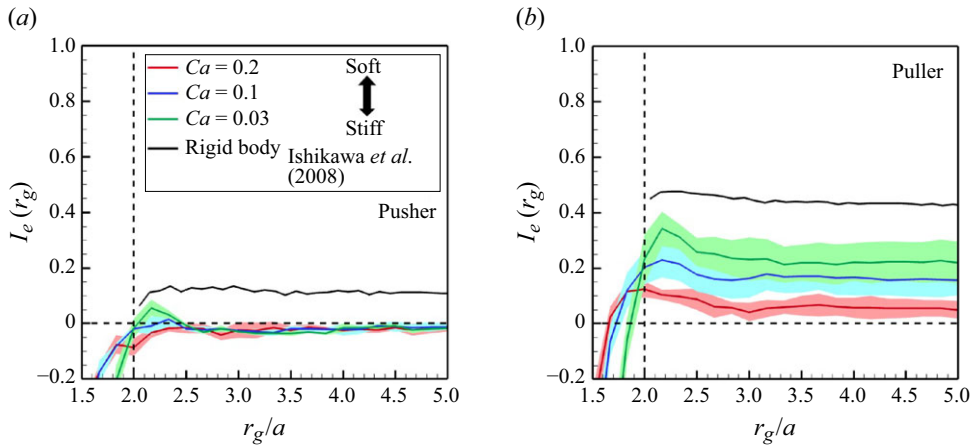 (a)
1.0
0.8
0.6
0.4
0.2
0
−0.2
I_e (r_g)
Ca = 0.2
Ca = 0.1
Ca = 0.03
Rigid body
Soft
Stiff
Ishikawa et al.
(2008)
Pusher
1.5 2.0 2.5 3.0 3.5 4.0 4.5 5.0
r_g/a
(b)
1.0
0.8
0.6
0.4
0.2
0
−0.2
I_e (r_g)
Puller
1.5 2.0 2.5 3.0 3.5 4.0 4.5 5.0
r_g/a